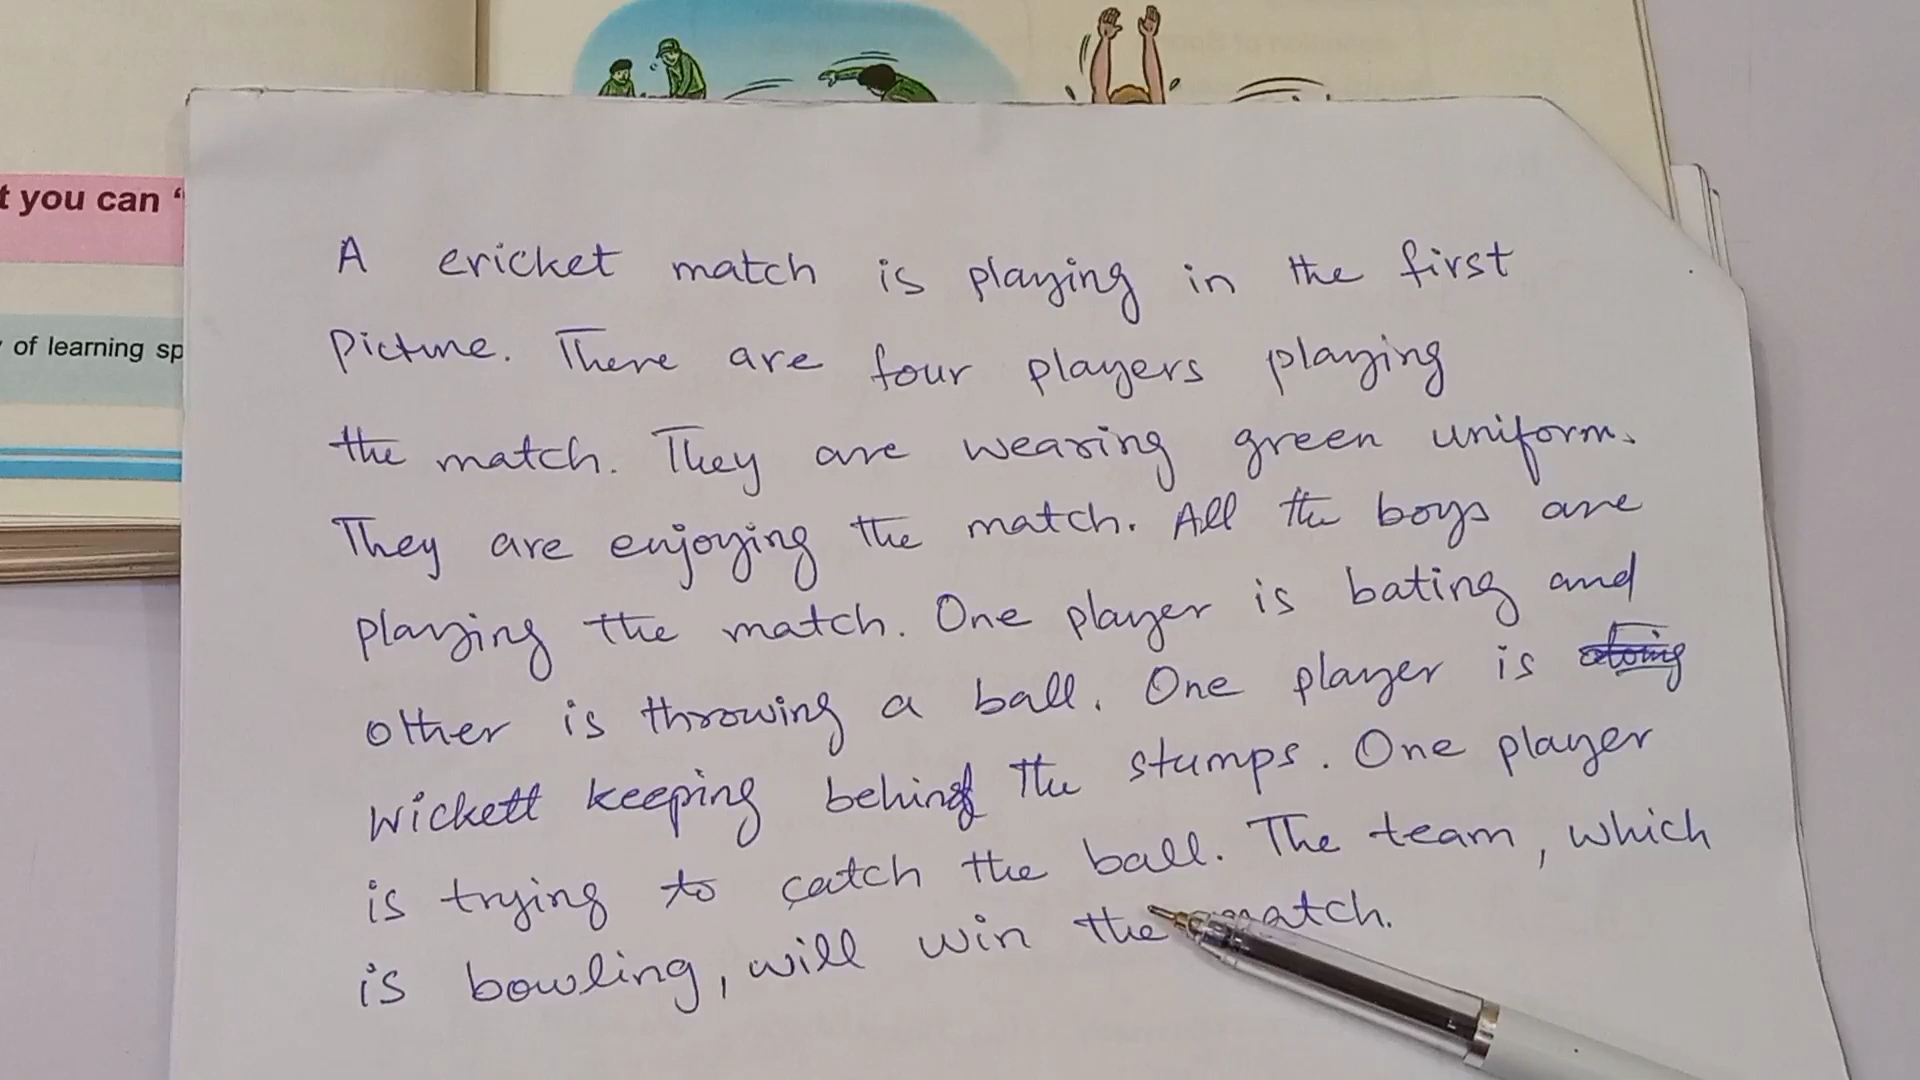 t you can “
of learning sp
A cricket match is playing in the first
Picture. There are four players playing
the match. They are wearing green uniform.
They are enjoying the match. All the boys are
playing the match. One player is bating and
other is throwing a ball. One player is
wickett keeping behind the stumps. One player
is trying to catch the ball. The team, which
is bowling, will win the match.